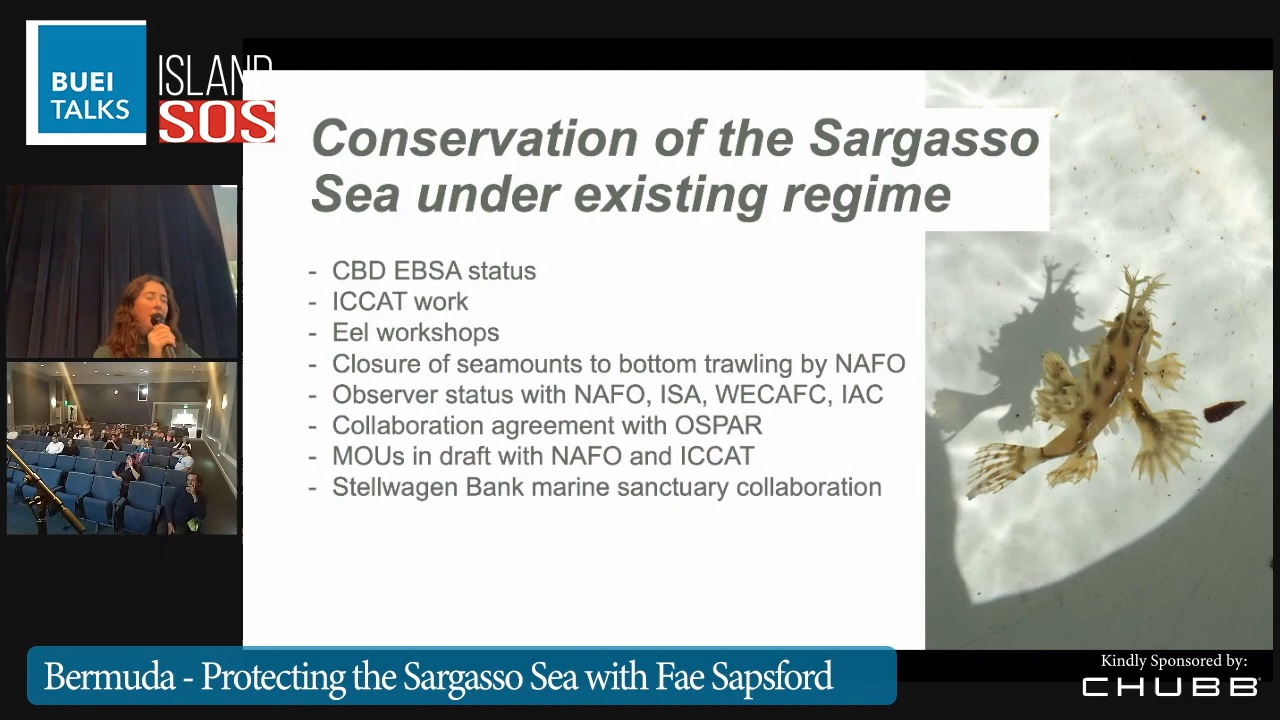 BUEI
TALKS
ISLAND
SOS
Conservation of the Sargasso
Sea under existing regime
- CBD EBSA status
- ICCAT work
- Eel workshops
- Closure of seamounts to bottom trawling by NAFO
- Observer status with NAFO, ISA, WECAFC, IAC
- Collaboration agreement with OSPAR
- MOUs in draft with NAFO and ICCAT
- Stellwagen Bank marine sanctuary collaboration
Bermuda - Protecting the Sargasso Sea with Fae Sapsford
Kindly Sponsored by:
CHUBB